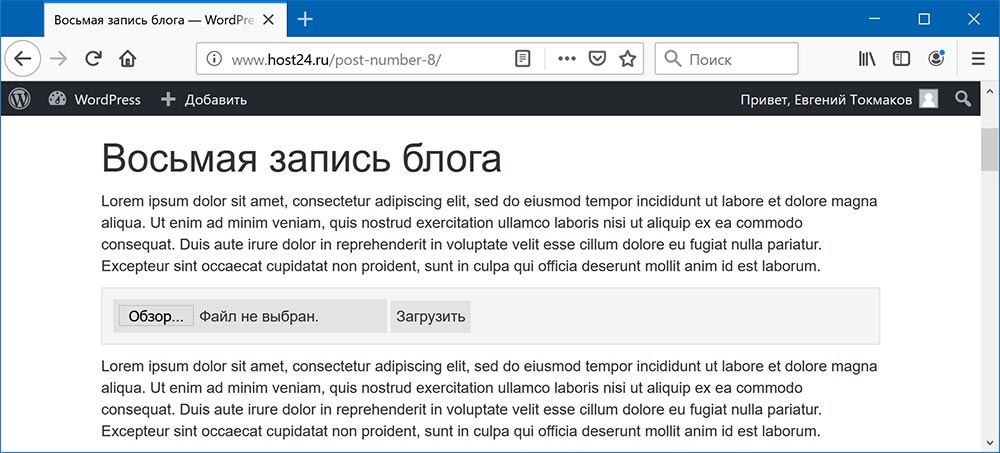 Восьмая запись блога — WordPre
www.host24.ru/post-number-8/
Поиск
WordPress
Добавить
Привет, Евгений Токмаков
Восьмая запись блога
Lorem ipsum dolor sit amet, consectetur adipiscing elit, sed do eiusmod tempor incididunt ut labore et dolore magna
aliqua. Ut enim ad minim veniam, quis nostrud exercitation ullamco laboris nisi ut aliquip ex ea commodo
consequat. Duis aute irure dolor in reprehenderit in voluptate velit esse cillum dolore eu fugiat nulla pariatur.
Excepteur sint occaecat cupidatat non proident, sunt in culpa qui officia deserunt mollit anim id est laborum.
Обзор... Файл не выбран. Загрузить
Lorem ipsum dolor sit amet, consectetur adipiscing elit, sed do eiusmod tempor incididunt ut labore et dolore magna
aliqua. Ut enim ad minim veniam, quis nostrud exercitation ullamco laboris nisi ut aliquip ex ea commodo
consequat. Duis aute irure dolor in reprehenderit in voluptate velit esse cillum dolore eu fugiat nulla pariatur.
Excepteur sint occaecat cupidatat non proident, sunt in culpa qui officia deserunt mollit anim id est laborum.